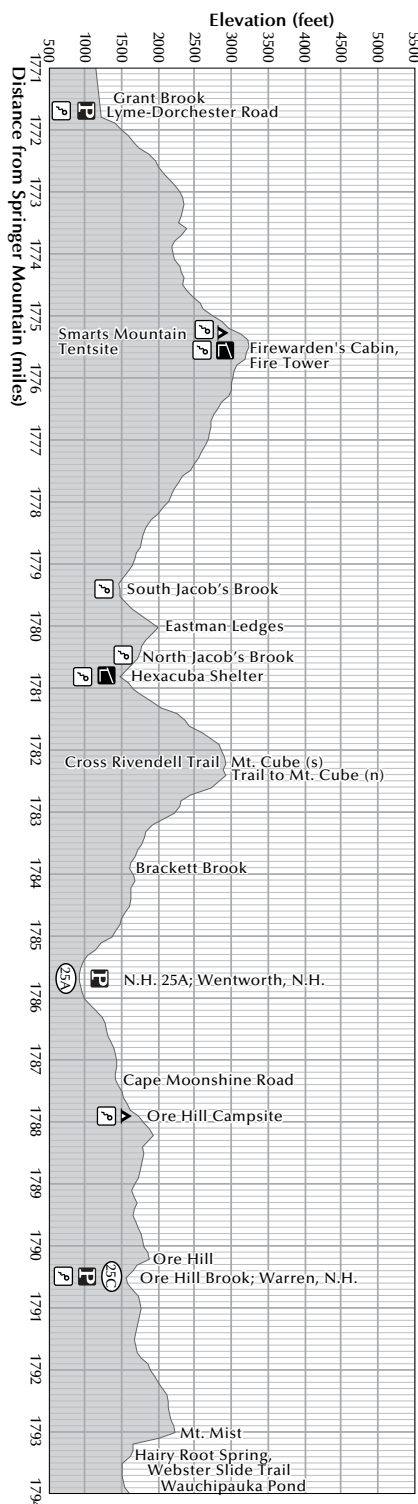 Elevation (feet)
500 1000 1500 2000 2500 3000 3500 4000 4500 5000 5500
Distance from Springer Mountain (miles)
1771
Grant Brook
P Lyme-Dorchester Road
1772
1773
1774
1775
Smarts Mountain
Tentsite
Firewarden's Cabin,
Fire Tower
1776
1777
1778
1779
South Jacob's Brook
1780
Eastman Ledges
North Jacob's Brook
Hexacuba Shelter
1781
1782
Cross Rivendell Trail
Mt. Cube (s)
Trail to Mt. Cube (n)
1783
1784
Brackett Brook
1785
25A P N.H. 25A; Wentworth, N.H.
1786
1787
Cape Moonshine Road
1788
Ore Hill Campsite
1789
1790
Ore Hill
P 25C Ore Hill Brook; Warren, N.H.
1791
1792
1793
Mt. Mist
Hairy Root Spring,
Webster Slide Trail
Wauchipauka Pond